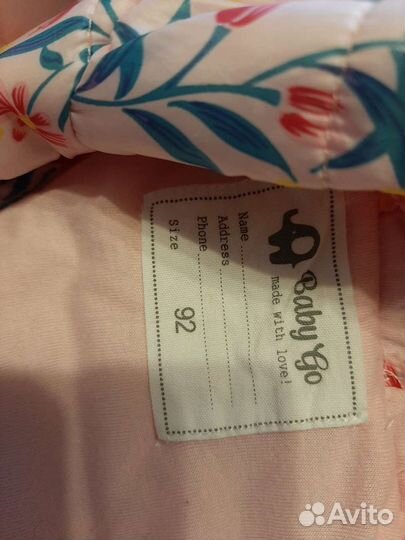 Baby Go
made with love!
Name
Address
Phone
Size 92
Avito